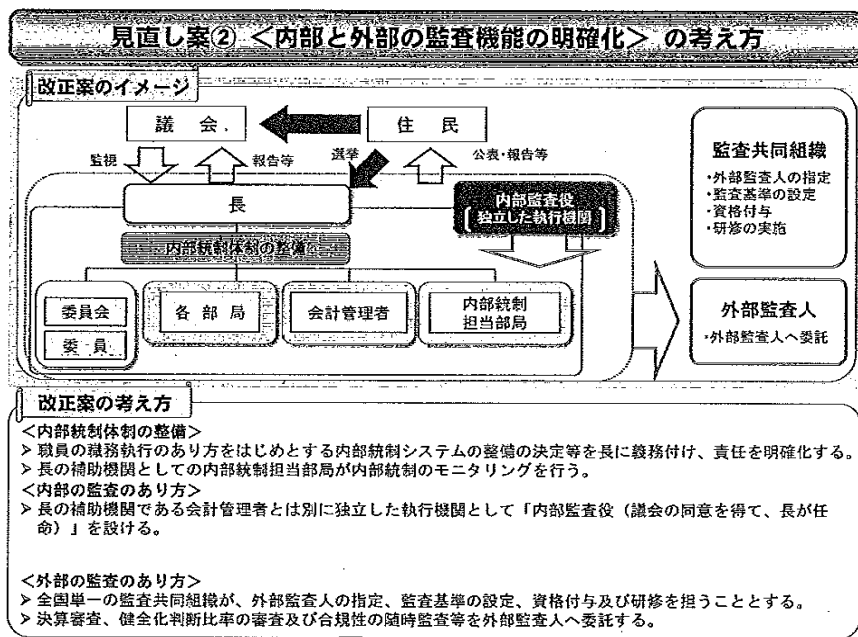 見直し案② <内部と外部の監査機能の明確化> の考え方
改正案のイメージ
議 会
住 民
監視
報告等
選挙
公表・報告等
長
内部監査役
[独立した執行機関]
内部統制体制の整備
委員会
委 員
各 部 局
会計管理者
内部統制
担当部局
監査共同組織
・外部監査人の指定
・監査基準の設定
・資格付与
・研修の実施
外部監査人
・外部監査人へ委託
改正案の考え方
<内部統制体制の整備>
➢ 職員の職務執行のあり方をはじめとする内部統制システムの整備の決定等を長に義務付け、責任を明確化する。
➢ 長の補助機関としての内部統制担当部局が内部統制のモニタリングを行う。
<内部の監査のあり方>
➢ 長の補助機関である会計管理者とは別に独立した執行機関として「内部監査役（議会の同意を得て、長が任
命）」を設ける。
<外部の監査のあり方>
➢ 全国単一の監査共同組織が、外部監査人の指定、監査基準の設定、資格付与及び研修を担うこととする。
➢ 決算審査、健全化判断比率の審査及び合規性の随時監査等を外部監査人へ委託する。